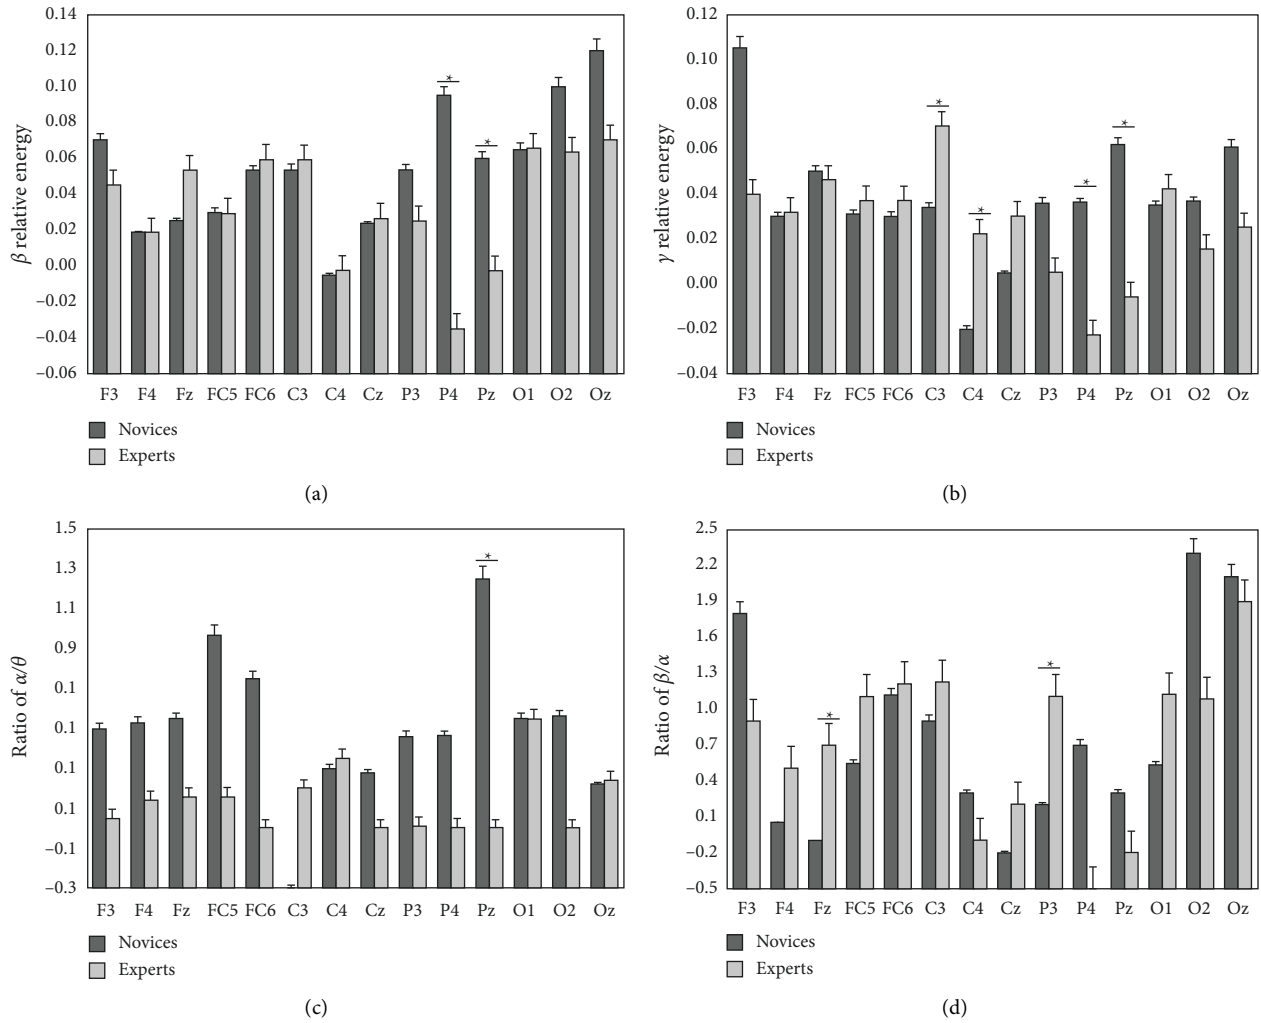 0.14
0.12
0.10
0.08
0.06
0.04
0.02
0.00
–0.02
–0.04
–0.06
β relative energy
* *
F3 F4 Fz FC5 FC6 C3 C4 Cz P3 P4 Pz O1 O2 Oz
Novices
Experts
(a)
0.12
0.10
0.08
0.06
0.04
0.02
0.00
–0.02
–0.04
γ relative energy
* * * *
F3 F4 Fz FC5 FC6 C3 C4 Cz P3 P4 Pz O1 O2 Oz
Novices
Experts
(b)
1.5
1.3
1.1
0.9
0.1
0.1
0.1
0.1
–0.1
–0.3
Ratio of α/θ
*
F3 F4 Fz FC5 FC6 C3 C4 Cz P3 P4 Pz O1 O2 Oz
Novices
Experts
(c)
2.5
2.2
1.9
1.6
1.3
1.0
0.7
0.4
0.1
–0.2
–0.5
Ratio of β/α
* *
F3 F4 Fz FC5 FC6 C3 C4 Cz P3 P4 Pz O1 O2 Oz
Novices
Experts
(d)